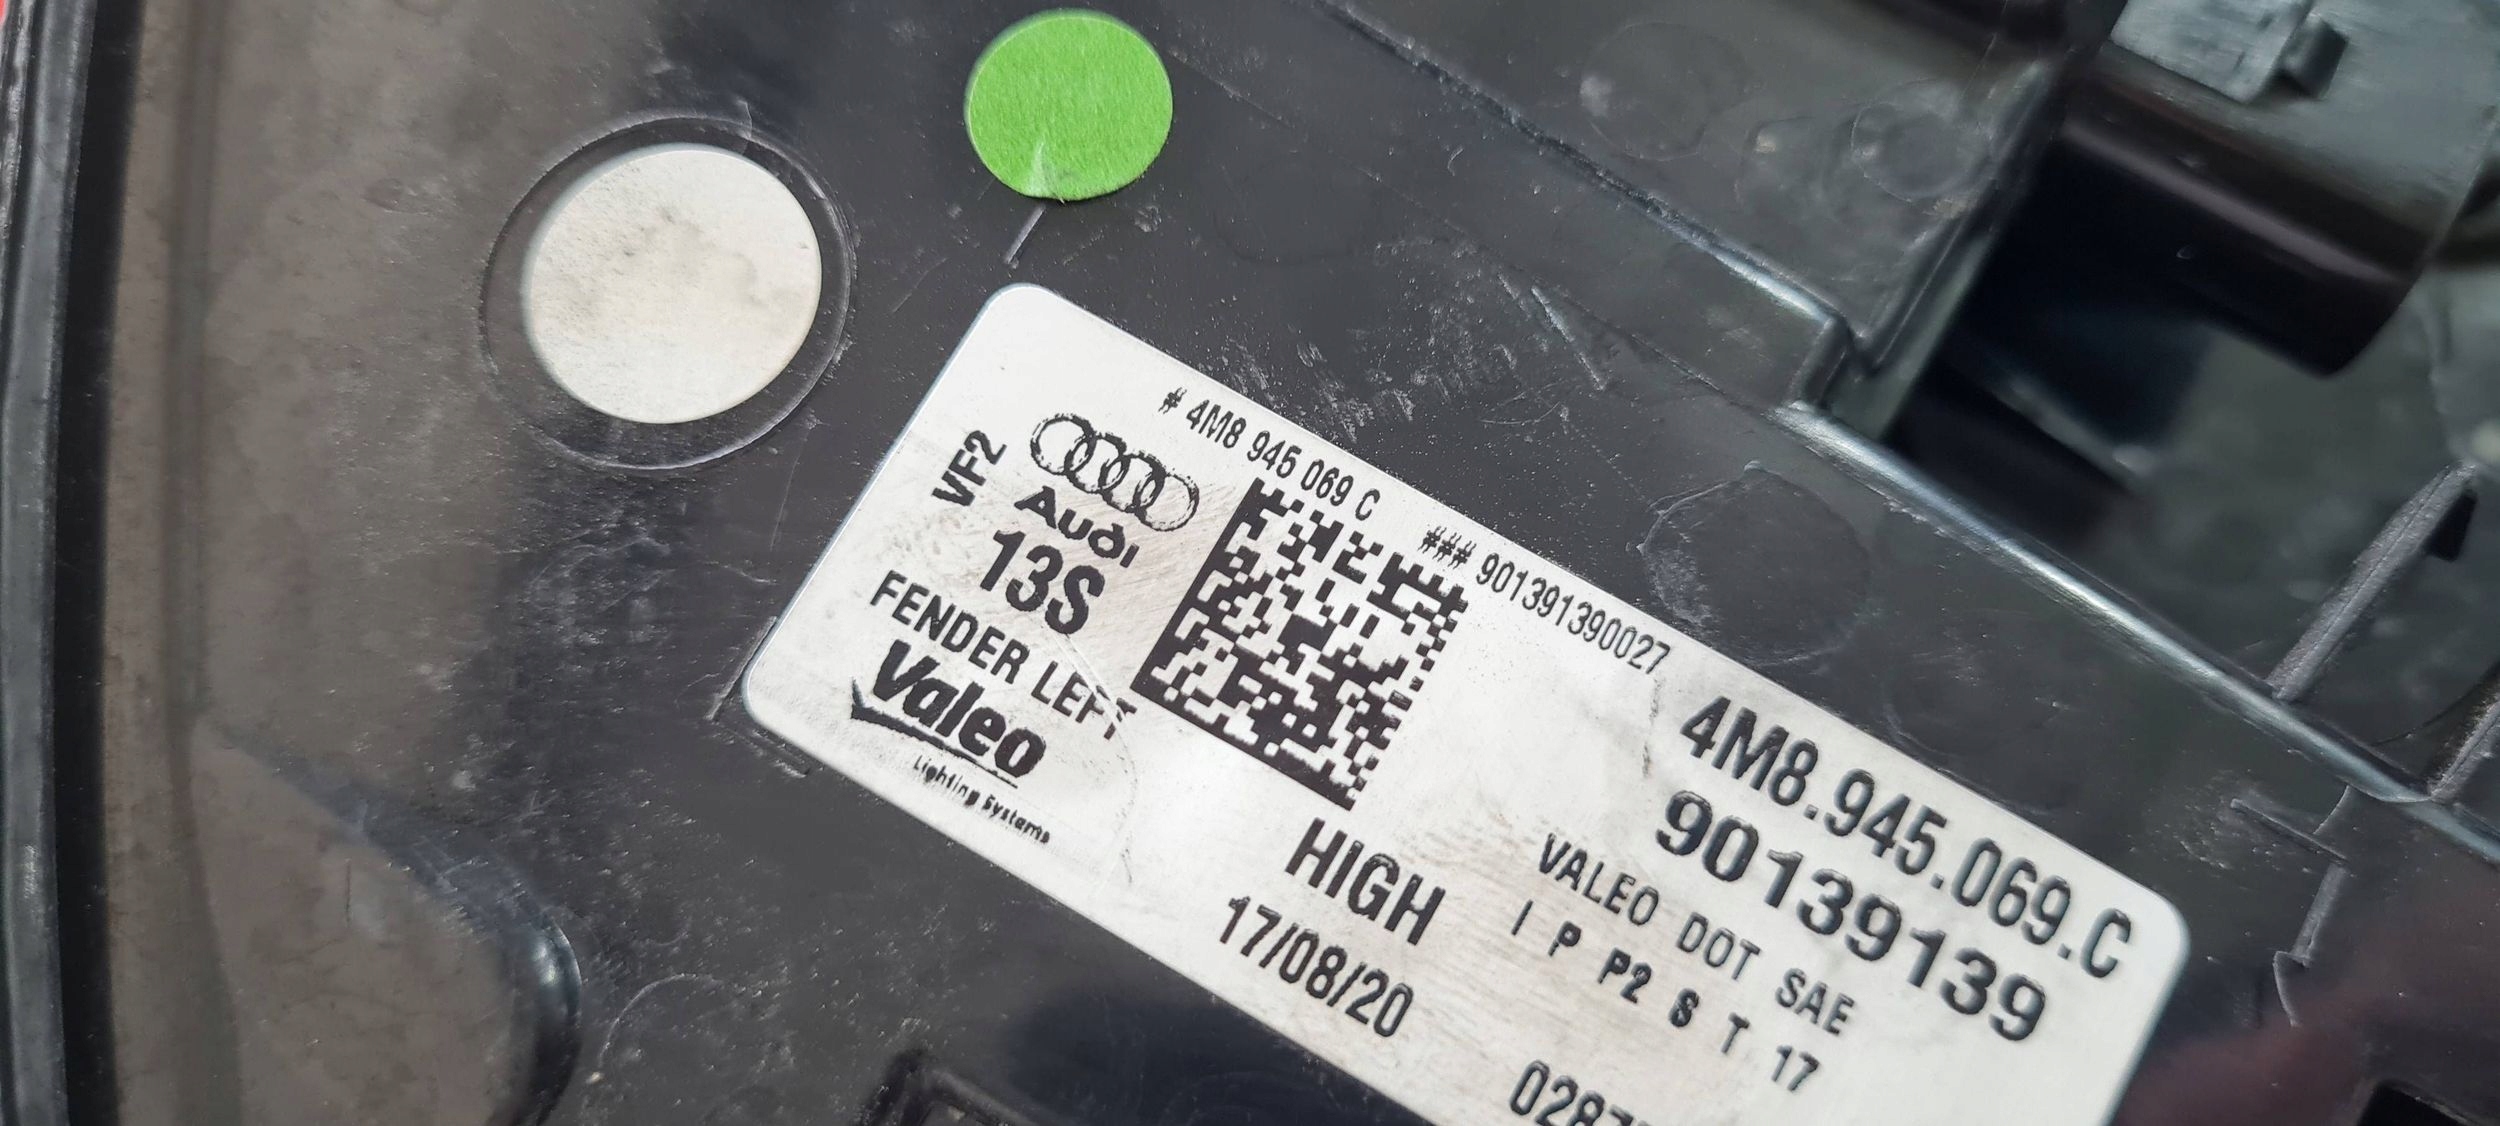 # 4M8 945 069 C ### 901391390027
VF2
Audi
13S
FENDER LEFT
Valeo
Lighting Systems
HIGH
17/08/20
4M8.945.069.C
90139139
VALEO DOT SAE
I P P2 S T 17